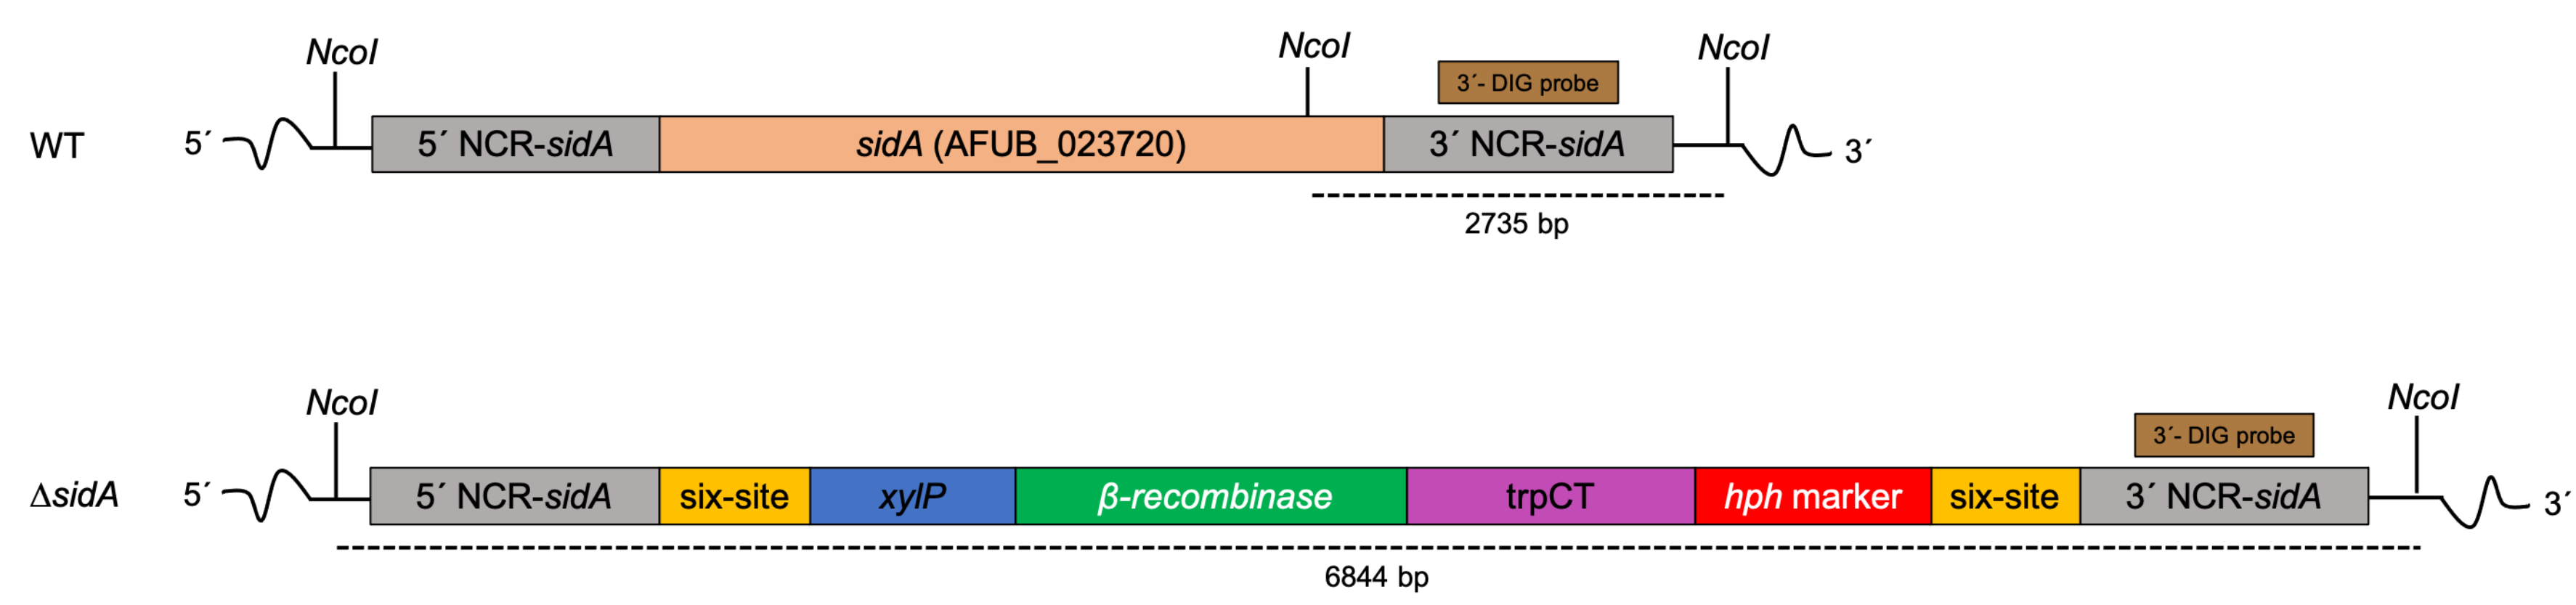 NcoI NcoI NcoI
3´- DIG probe
WT 5´ 5´ NCR-sidA sidA (AFUB_023720) 3´ NCR-sidA 3´
2735 bp
NcoI NcoI
3´- DIG probe
ΔsidA 5´ 5´ NCR-sidA six-site xylP β-recombinase trpCT hph marker six-site 3´ NCR-sidA 3´
6844 bp